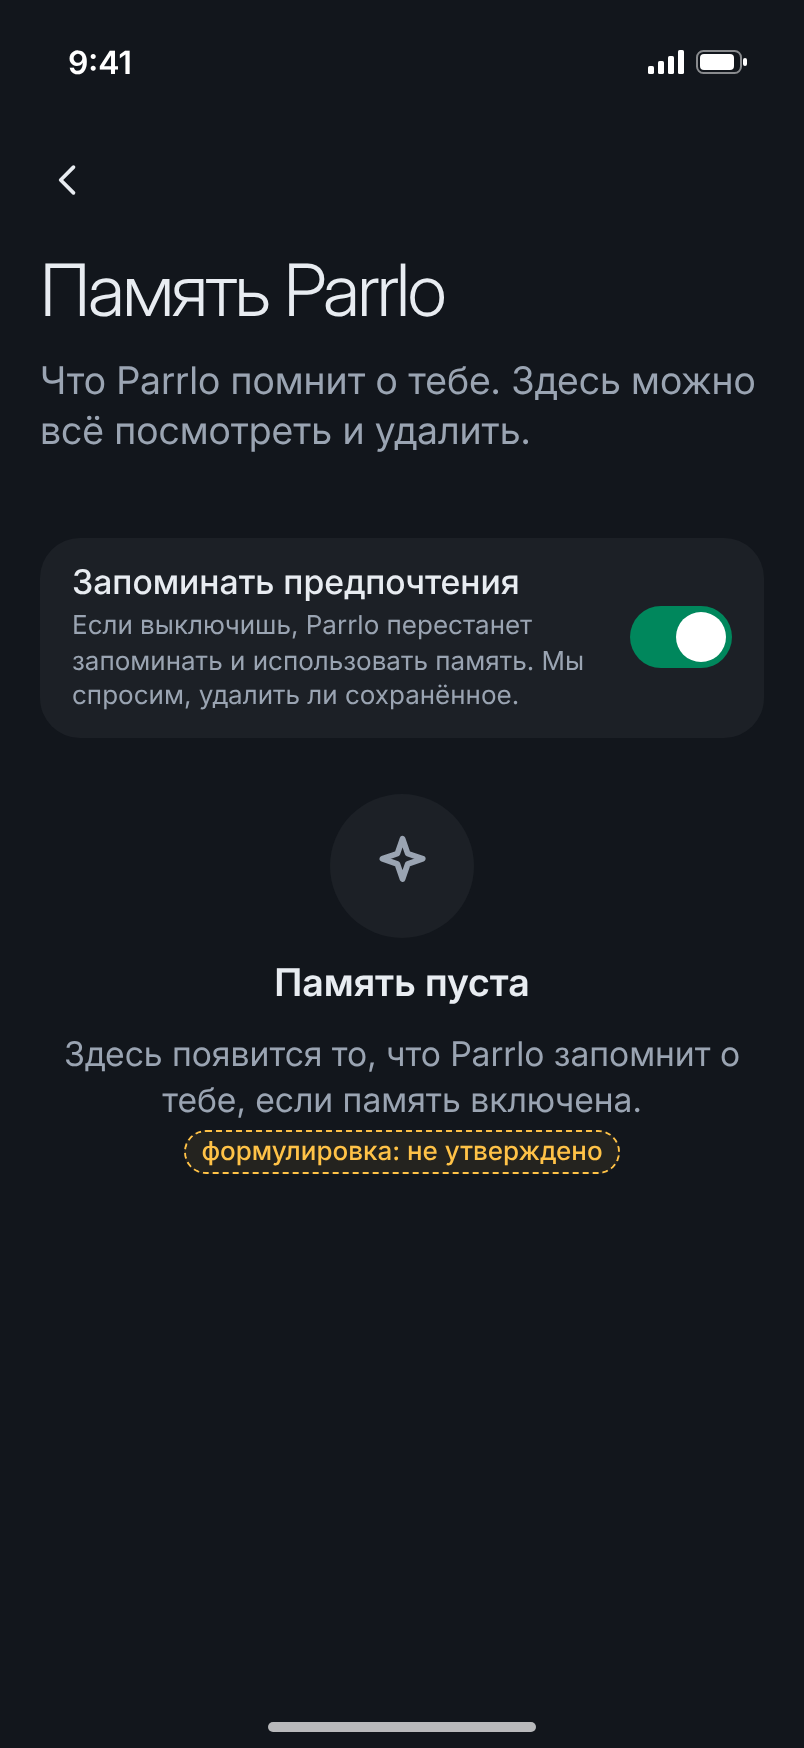 9:41
Память Parrlo
Что Parrlo помнит о тебе. Здесь можно
всё посмотреть и удалить.
Запоминать предпочтения
Если выключишь, Parrlo перестанет
запоминать и использовать память. Мы
спросим, удалить ли сохранённое.
Память пуста
Здесь появится то, что Parrlo запомнит о
тебе, если память включена.
формулировка: не утверждено